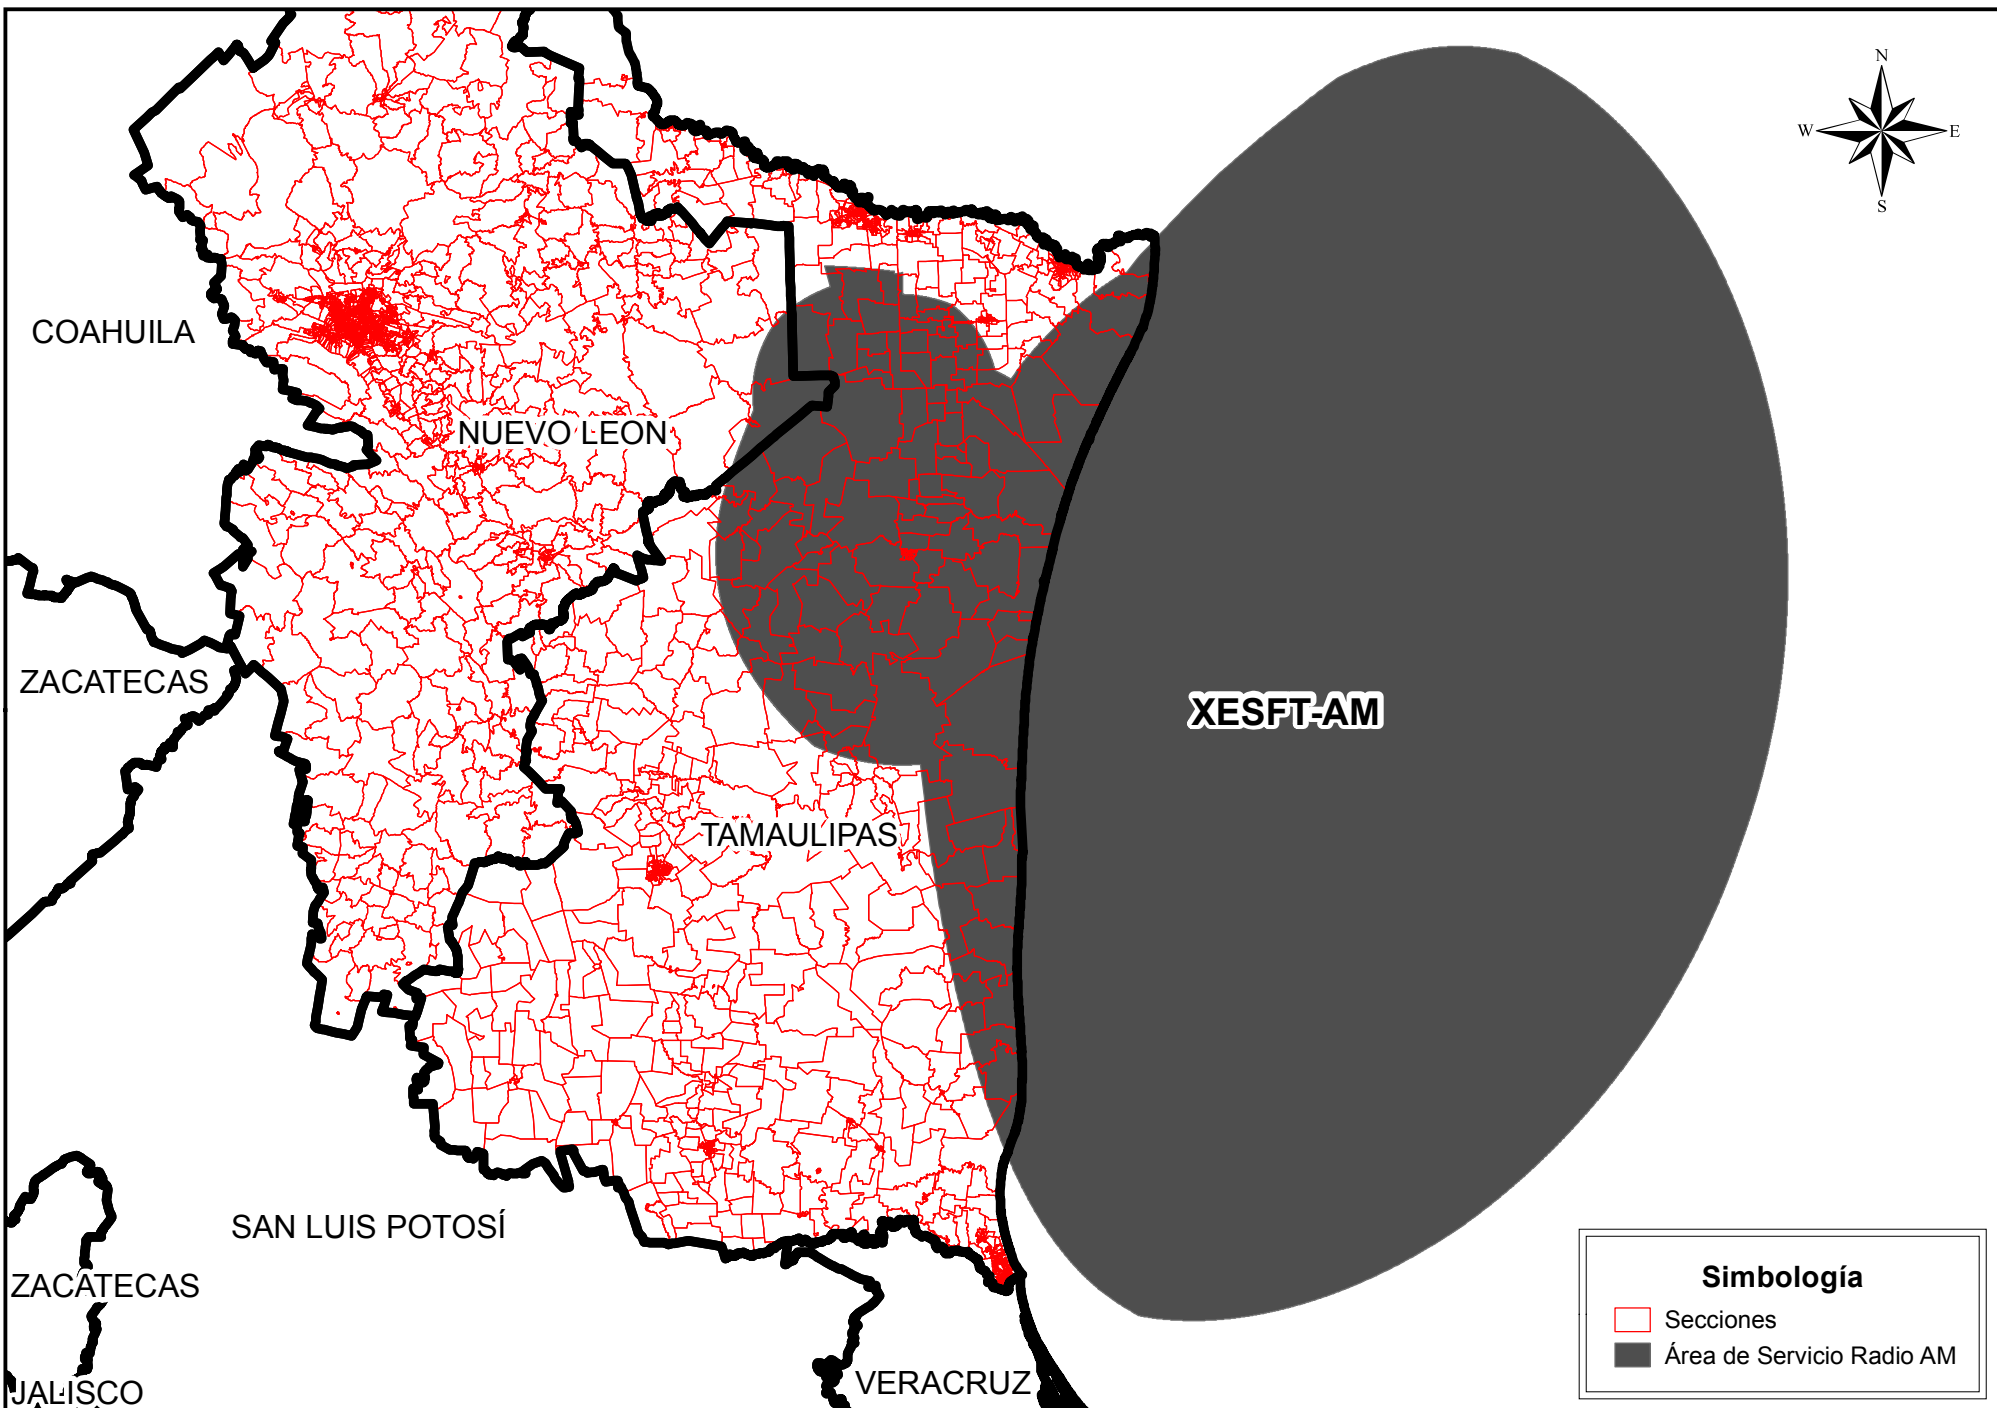 N
W E
S
COAHUILA
NUEVO LEON
ZACATECAS
XESFT-AM
TAMAULIPAS
SAN LUIS POTOSÍ
ZACATECAS
VERACRUZ
JALISCO
Simbología
Secciones
Área de Servicio Radio AM